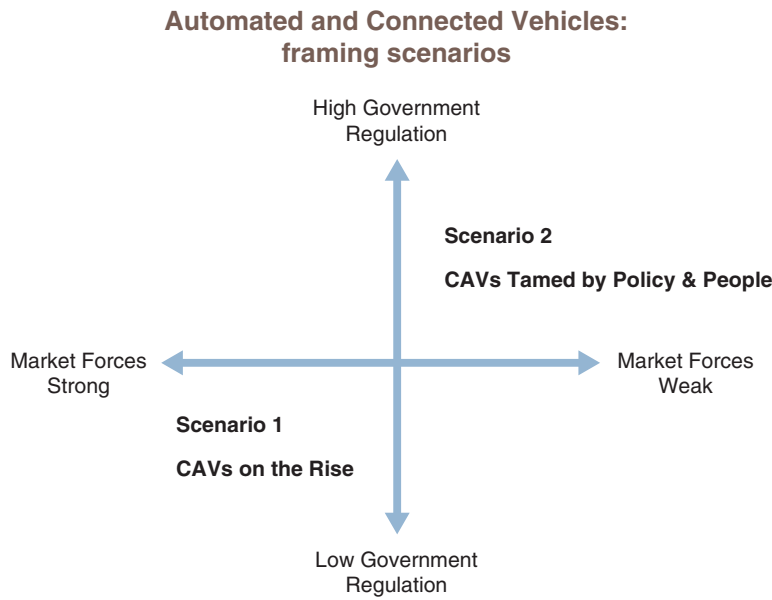 Automated and Connected Vehicles:
framing scenarios
High Government
Regulation
Scenario 2
CAVs Tamed by Policy & People
Market Forces
Strong
Market Forces
Weak
Scenario 1
CAVs on the Rise
Low Government
Regulation